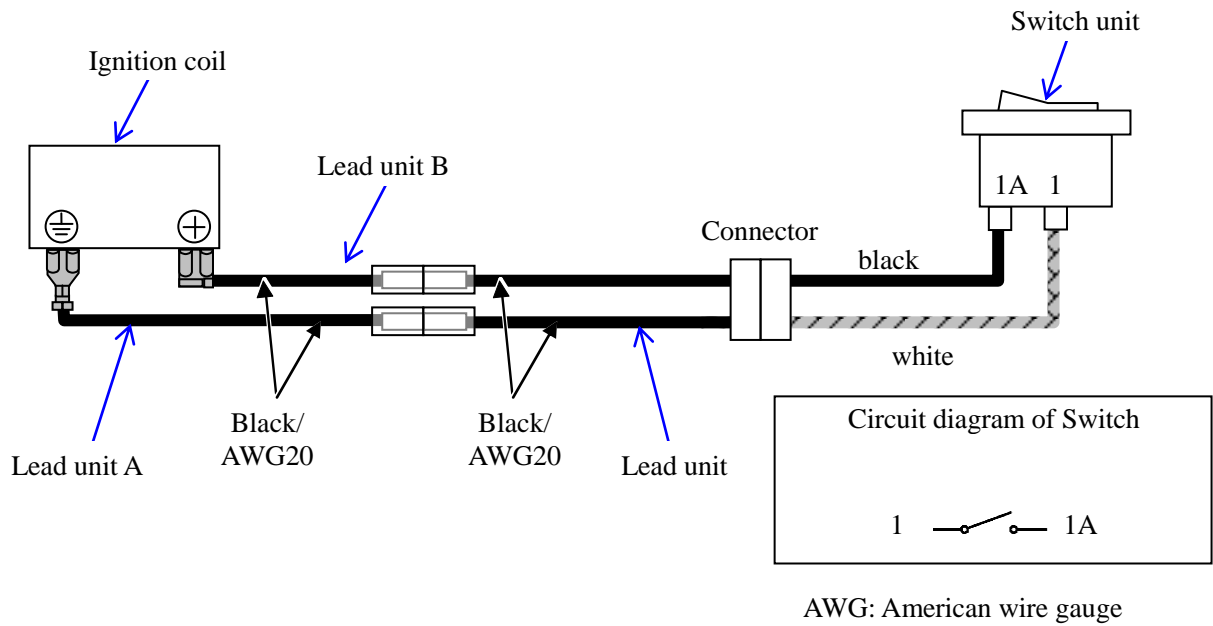 Switch unit
Ignition coil
Lead unit B
1A 1
Connector
black
white
Black/
AWG20
Black/
AWG20
Lead unit A
Lead unit
Circuit diagram of Switch
1 1A
AWG: American wire gauge